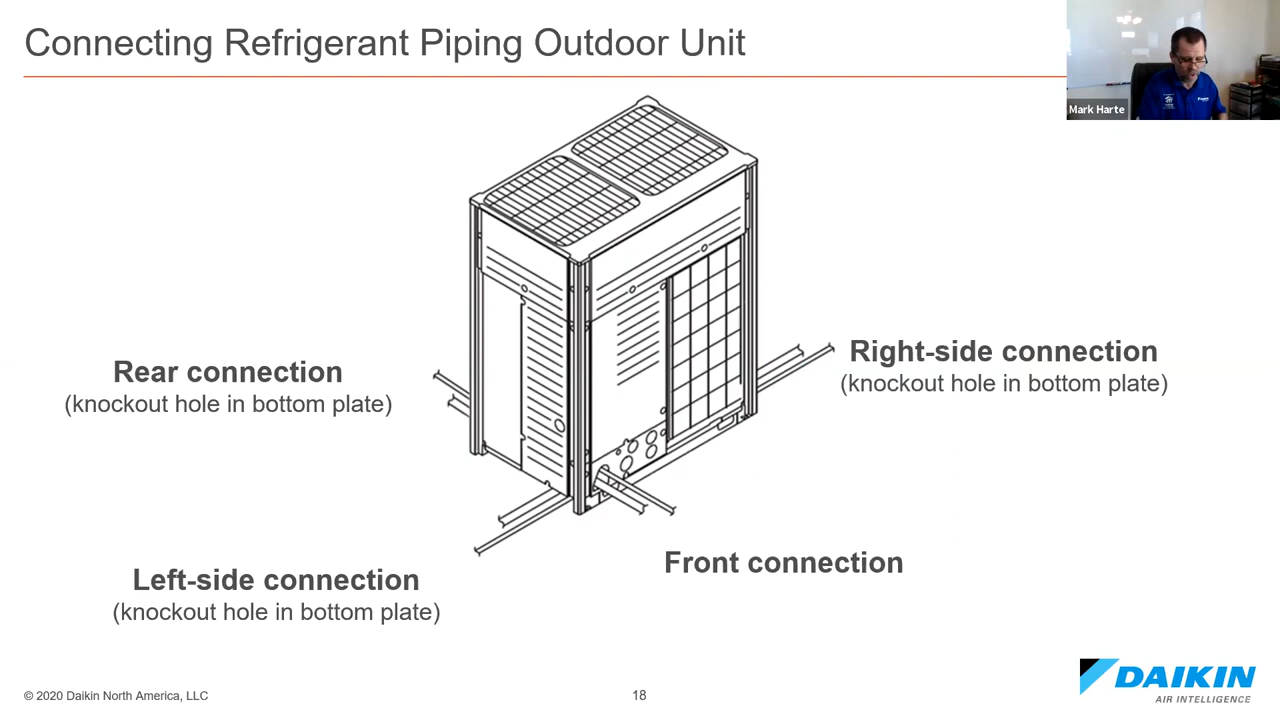 Connecting Refrigerant Piping Outdoor Unit
Mark Harte
Right-side connection
(knockout hole in bottom plate)
Rear connection
(knockout hole in bottom plate)
Front connection
Left-side connection
(knockout hole in bottom plate)
© 2020 Daikin North America, LLC
18
DAIKIN
AIR INTELLIGENCE